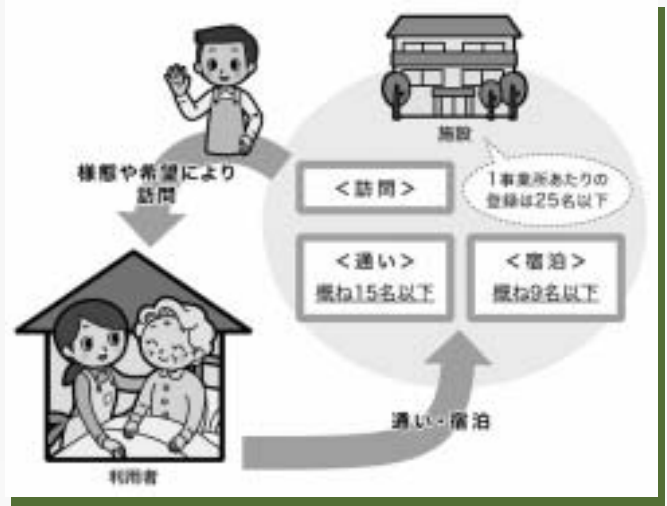 施設
様態や希望により
訪問
1事業所あたりの
登録は25名以下
＜訪問＞
＜通い＞
概ね15名以下
＜宿泊＞
概ね9名以下
通い・宿泊
利用者